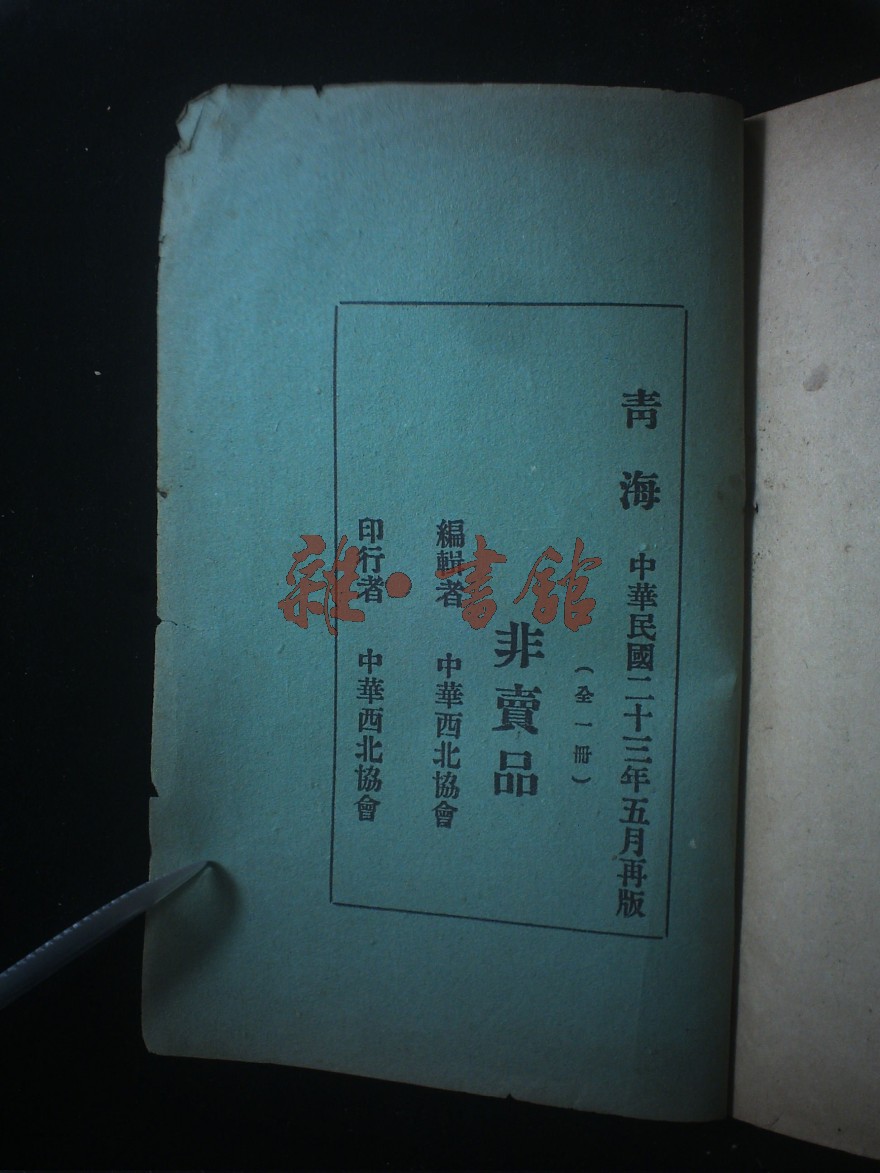 青海 中華民國二十三年五月再版
（全一冊）
非賣品
編輯者 中華西北協會
印行者 中華西北協會
雜·書館